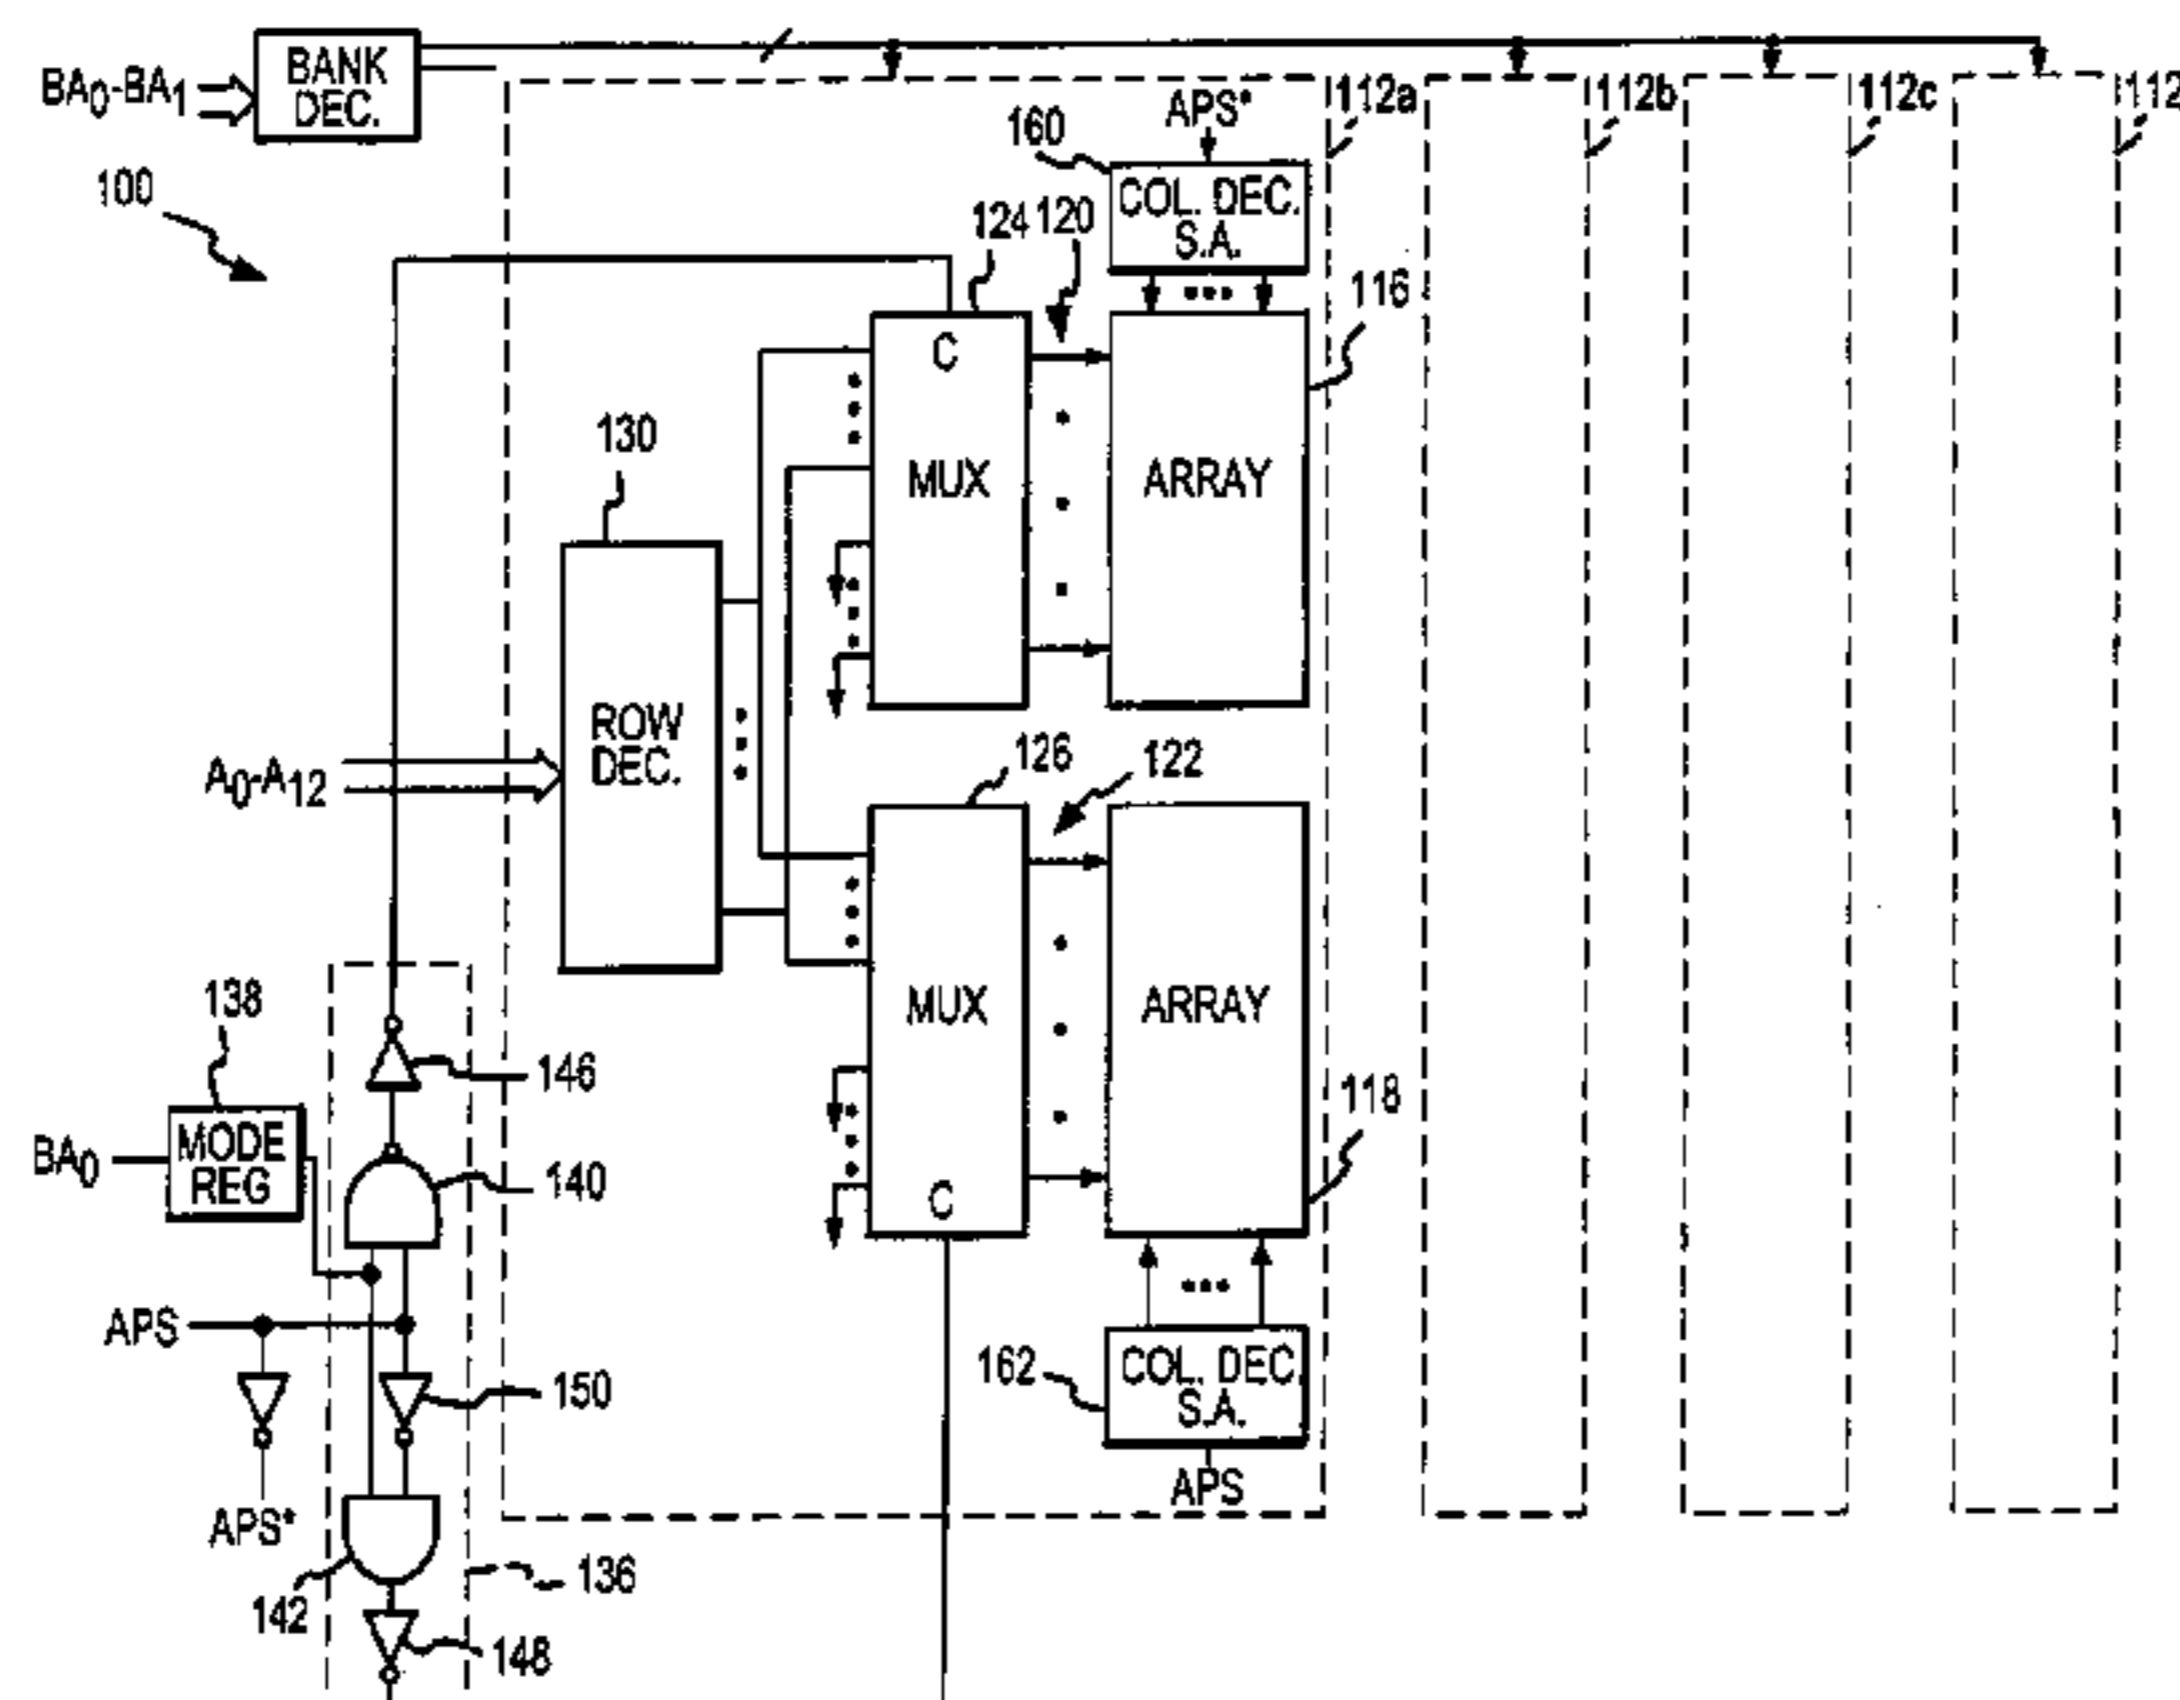 BA0-BA1
BANK
DEC.
100
160
APS*
112a
112b
112c
112
COL. DEC.
S.A.
124
120
116
C
MUX
ARRAY
130
ROW
DEC.
A0-A12
126
122
MUX
ARRAY
C
138
146
BA0
MODE
REG
140
118
APS
150
162
COL. DEC.
S.A.
APS
APS*
142
136
148